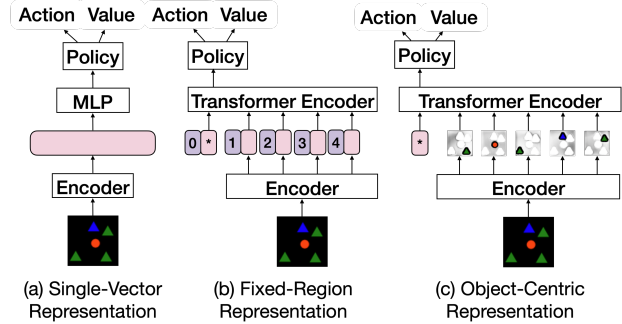 Action Value
Policy
MLP
Encoder
(a) Single-Vector
Representation
Action Value
Policy
Transformer Encoder
0 * 1 2 3 4
Encoder
(b) Fixed-Region
Representation
Action Value
Policy
Transformer Encoder
*
Encoder
(c) Object-Centric
Representation